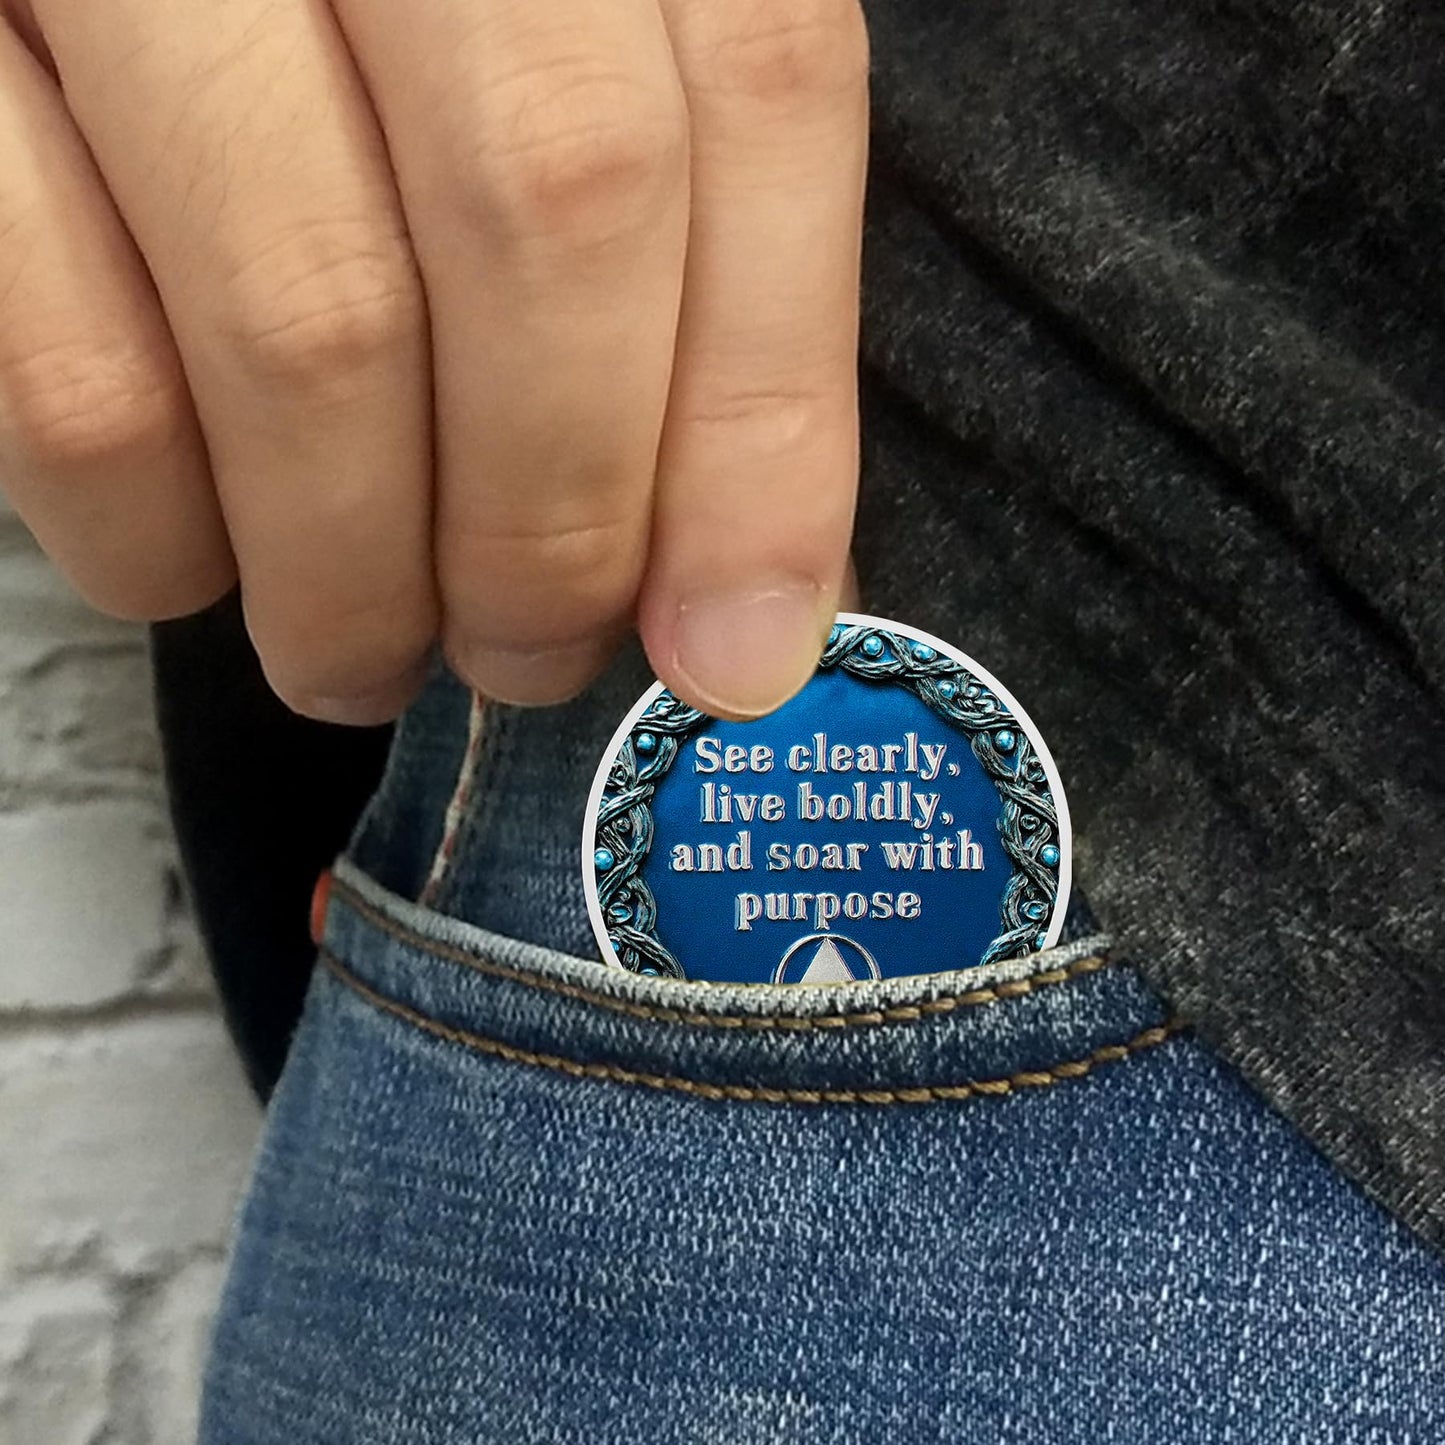 See clearly,
live boldly,
and soar with
purpose